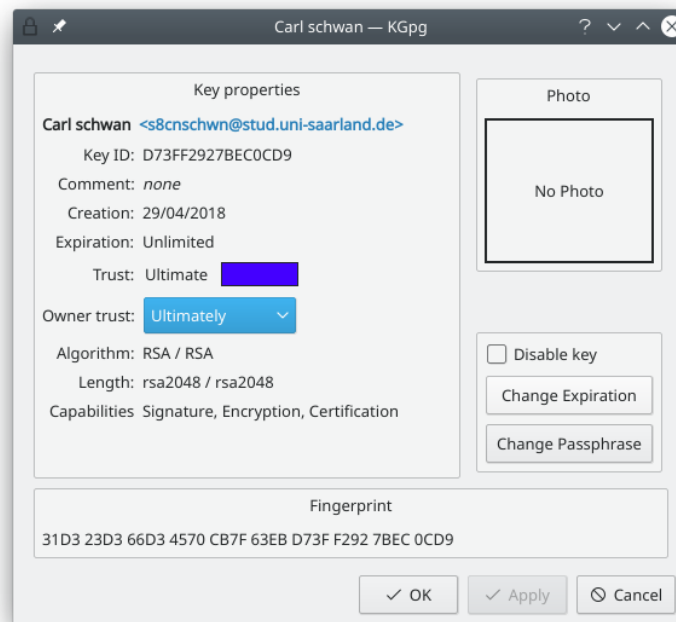 Carl schwan — KGpg
Key properties
Carl schwan <s8cnschwn@stud.uni-saarland.de>
Key ID: D73FF2927BEC0CD9
Comment: none
Creation: 29/04/2018
Expiration: Unlimited
Trust: Ultimate
Owner trust: Ultimately
Algorithm: RSA / RSA
Length: rsa2048 / rsa2048
Capabilities Signature, Encryption, Certification
Photo
No Photo
Disable key
Change Expiration
Change Passphrase
Fingerprint
31D3 23D3 66D3 4570 CB7F 63EB D73F F292 7BEC 0CD9
OK Apply Cancel